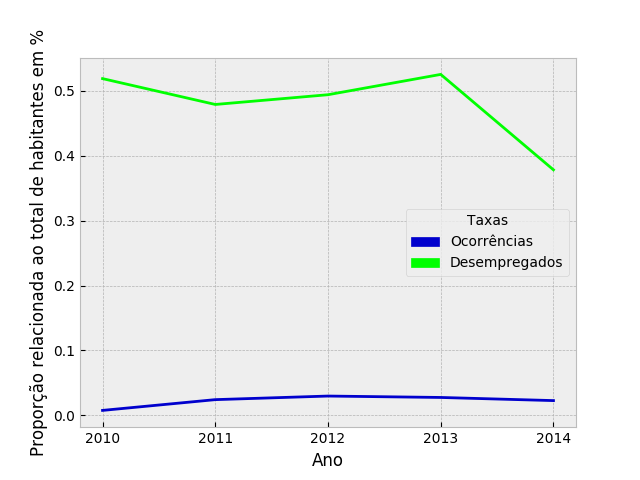 Proporção relacionada ao total de habitantes em %
0.5
0.4
0.3
0.2
0.1
0.0
Taxas
Ocorrências
Desempregados
2010 2011 2012 2013 2014
Ano